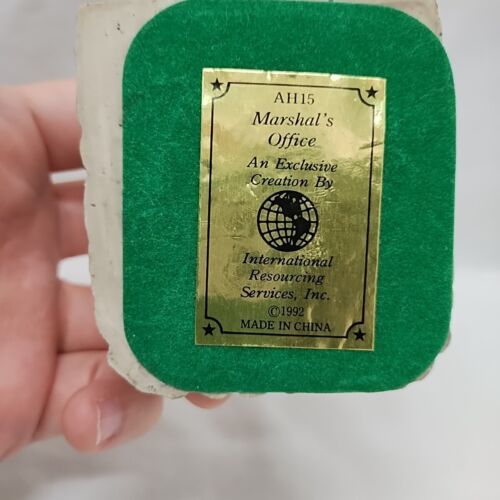 AH15
Marshal's
Office
An Exclusive
Creation By
International
Resourcing
Services, Inc.
©1992
MADE IN CHINA